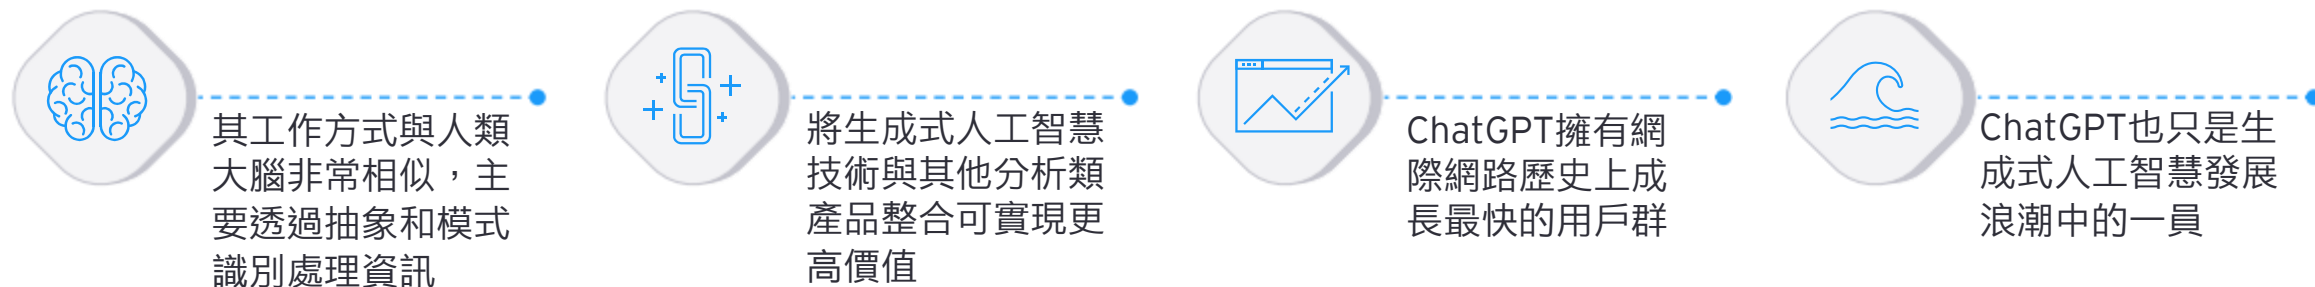 其工作方式與人類
大腦非常相似，主
要透過抽象和模式
識別處理資訊
將生成式人工智慧
技術與其他分析類
產品整合可實現更
高價值
ChatGPT擁有網
際網路歷史上成
長最快的用戶群
ChatGPT也只是生
成式人工智慧發展
浪潮中的一員